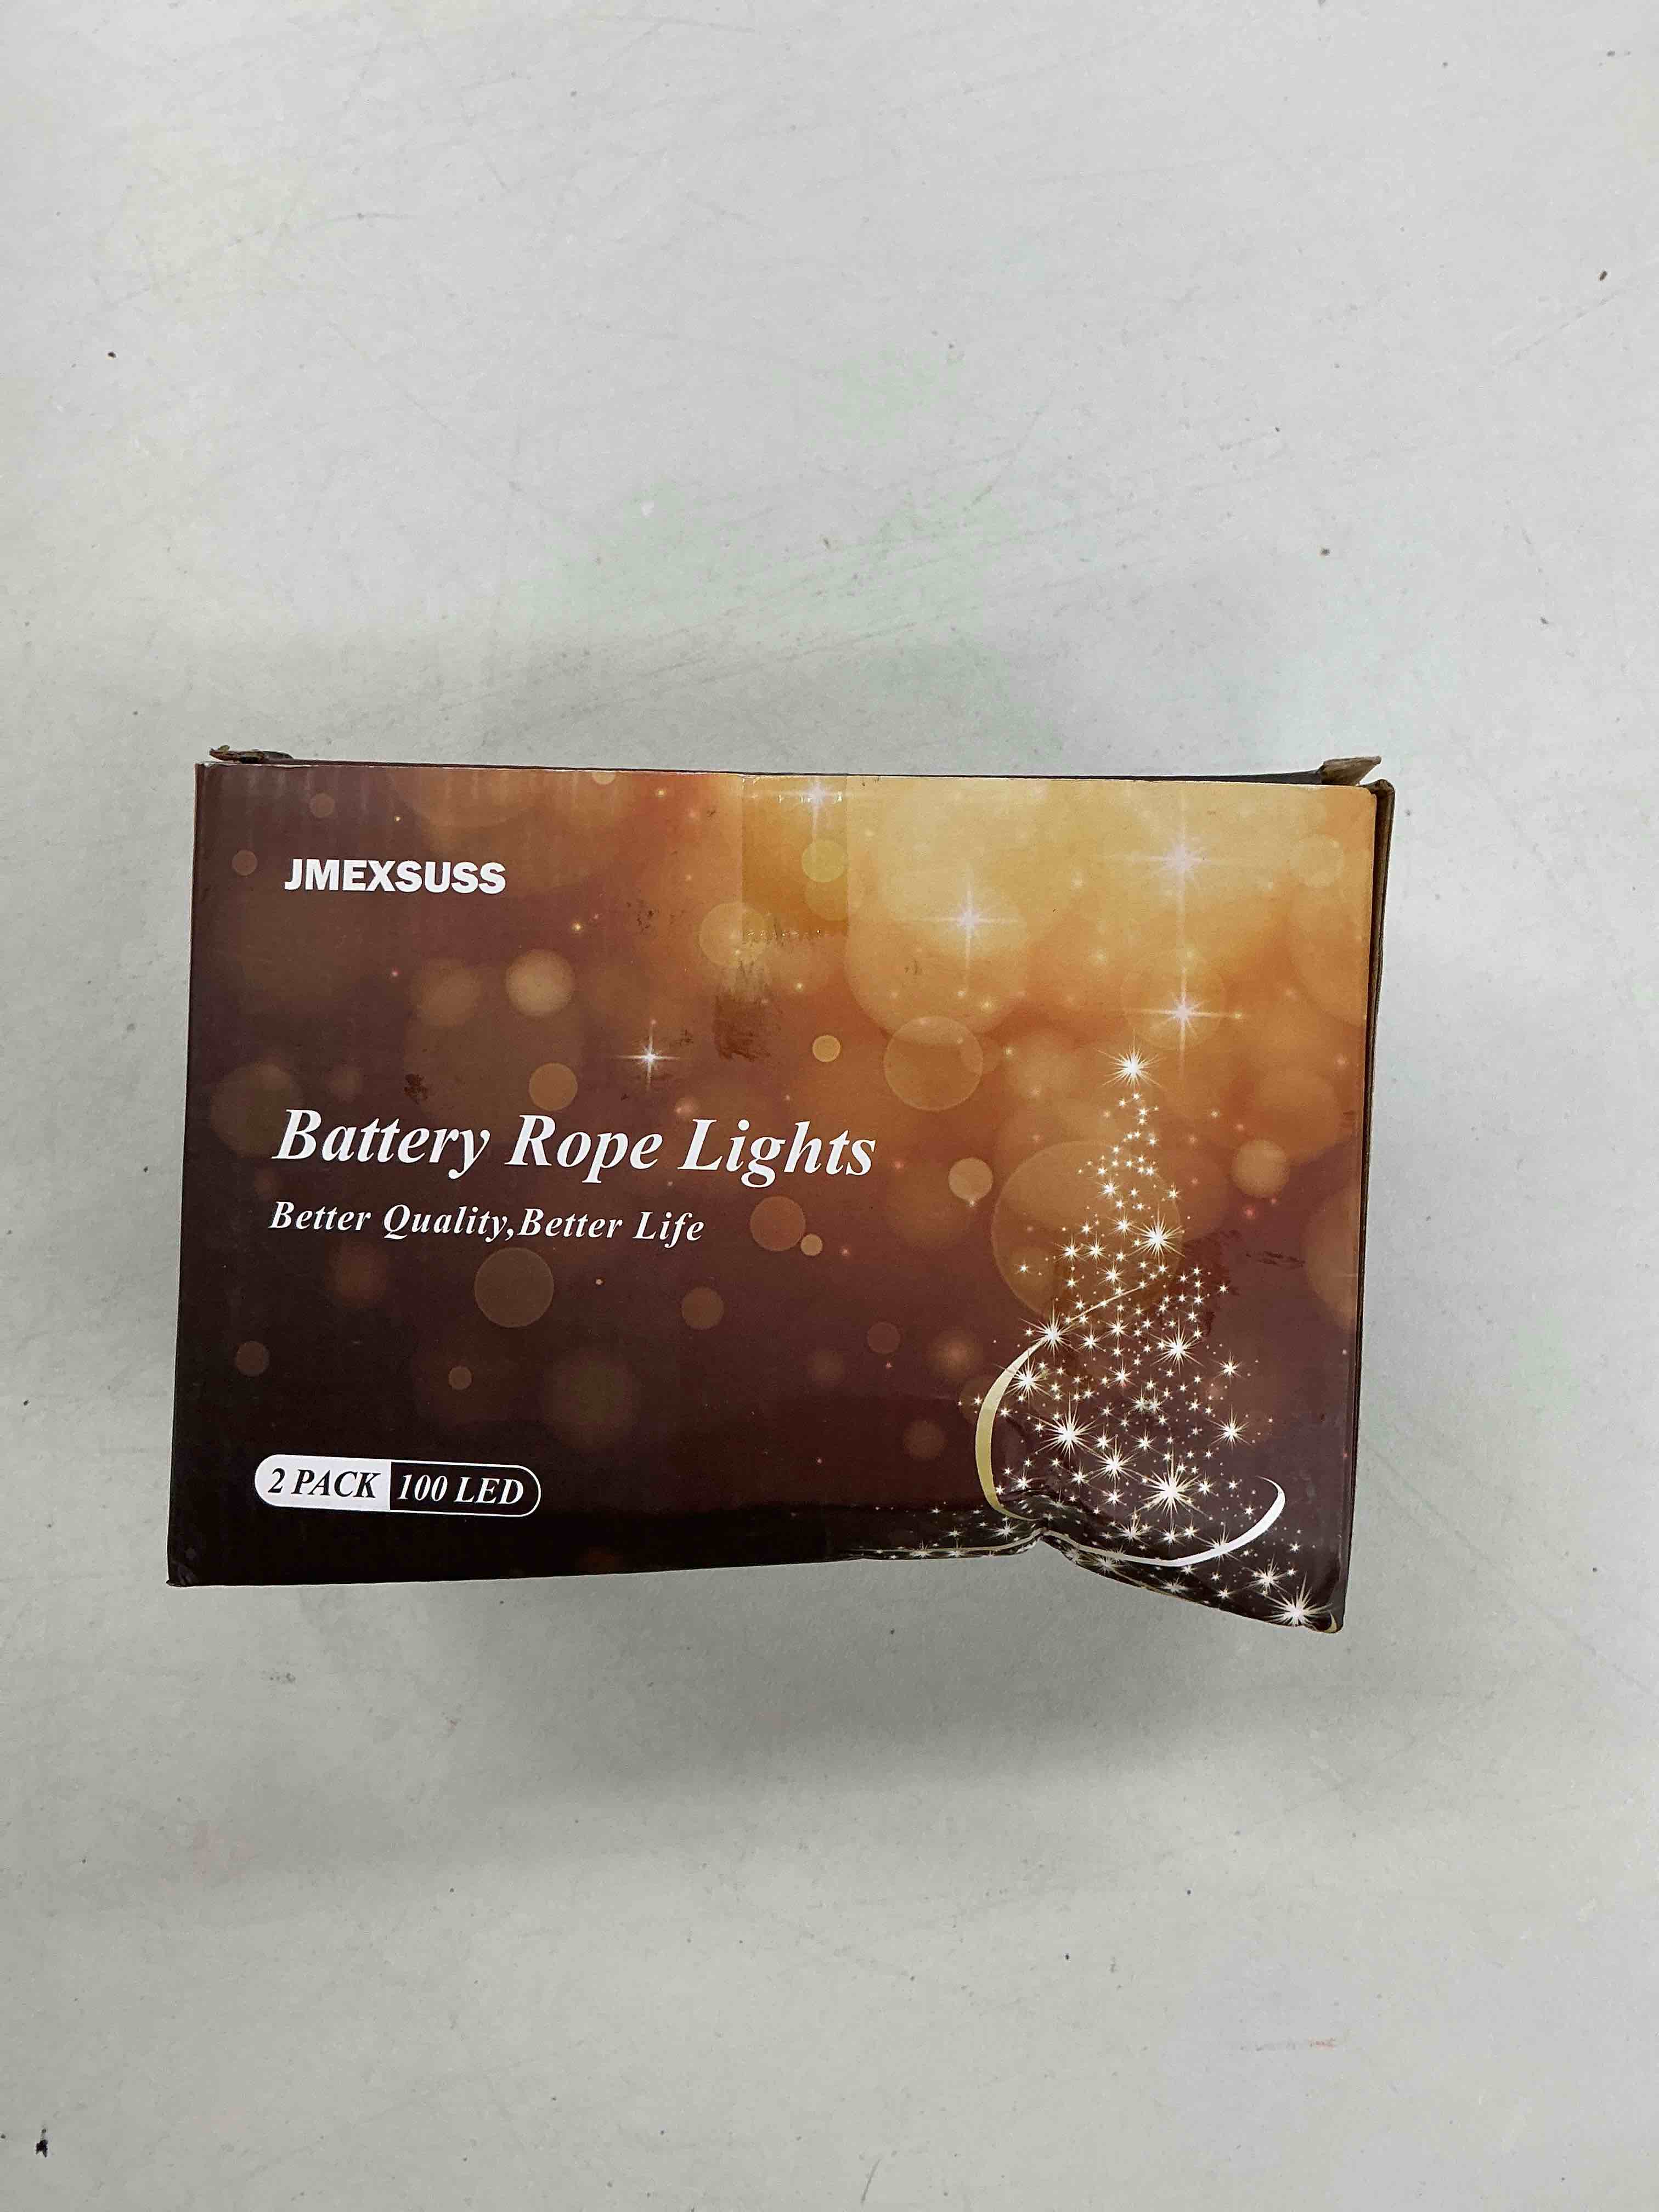 JMEXSUSS
Battery Rope Lights
Better Quality,Better Life
2 PACK 100 LED